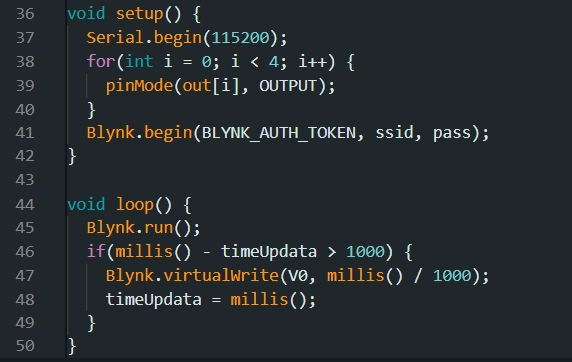 36 void setup() {
37   Serial.begin(115200);
38   for(int i = 0; i < 4; i++) {
39     pinMode(out[i], OUTPUT);
40   }
41   Blynk.begin(BLYNK_AUTH_TOKEN, ssid, pass);
42 }
43
44 void loop() {
45   Blynk.run();
46   if(millis() - timeUpdata > 1000) {
47     Blynk.virtualWrite(V0, millis() / 1000);
48     timeUpdata = millis();
49   }
50 }